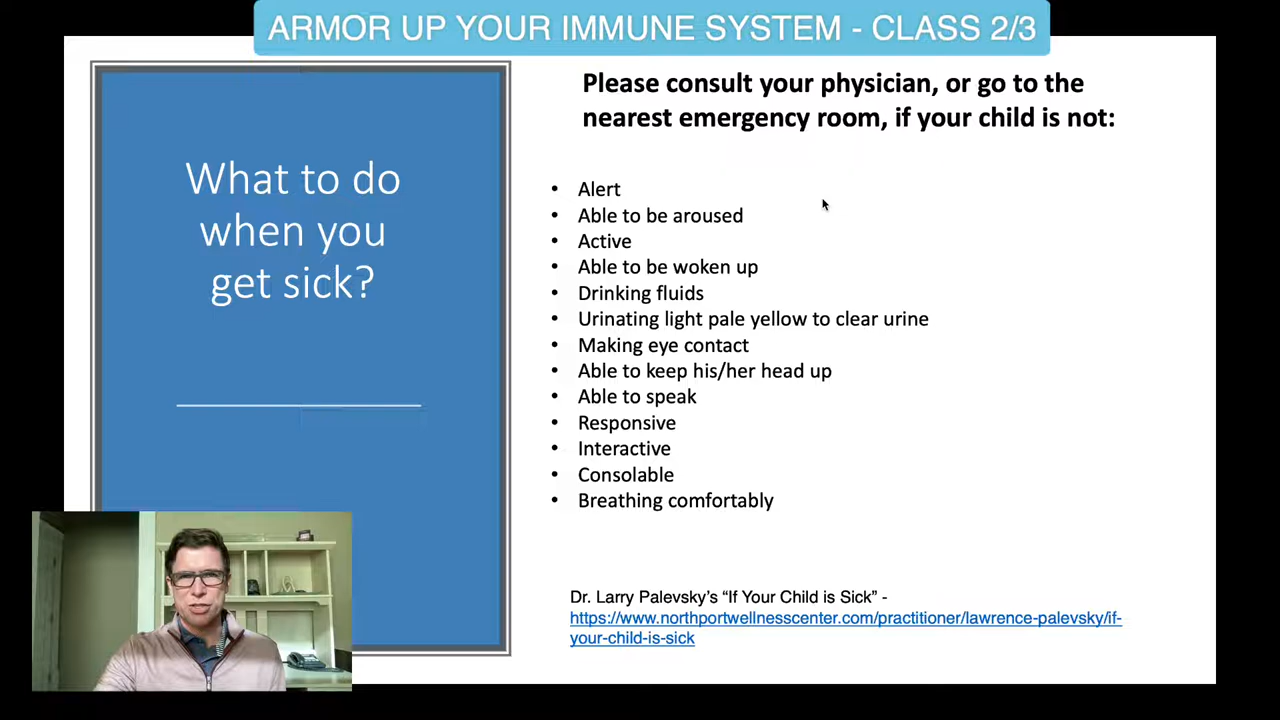 ARMOR UP YOUR IMMUNE SYSTEM - CLASS 2/3
What to do
when you
get sick?
Please consult your physician, or go to the
nearest emergency room, if your child is not:
• Alert
• Able to be aroused
• Active
• Able to be woken up
• Drinking fluids
• Urinating light pale yellow to clear urine
• Making eye contact
• Able to keep his/her head up
• Able to speak
• Responsive
• Interactive
• Consolable
• Breathing comfortably
Dr. Larry Palevsky's “If Your Child is Sick” -
https://www.northportwellnesscenter.com/practitioner/lawrence-palevsky/if-
your-child-is-sick